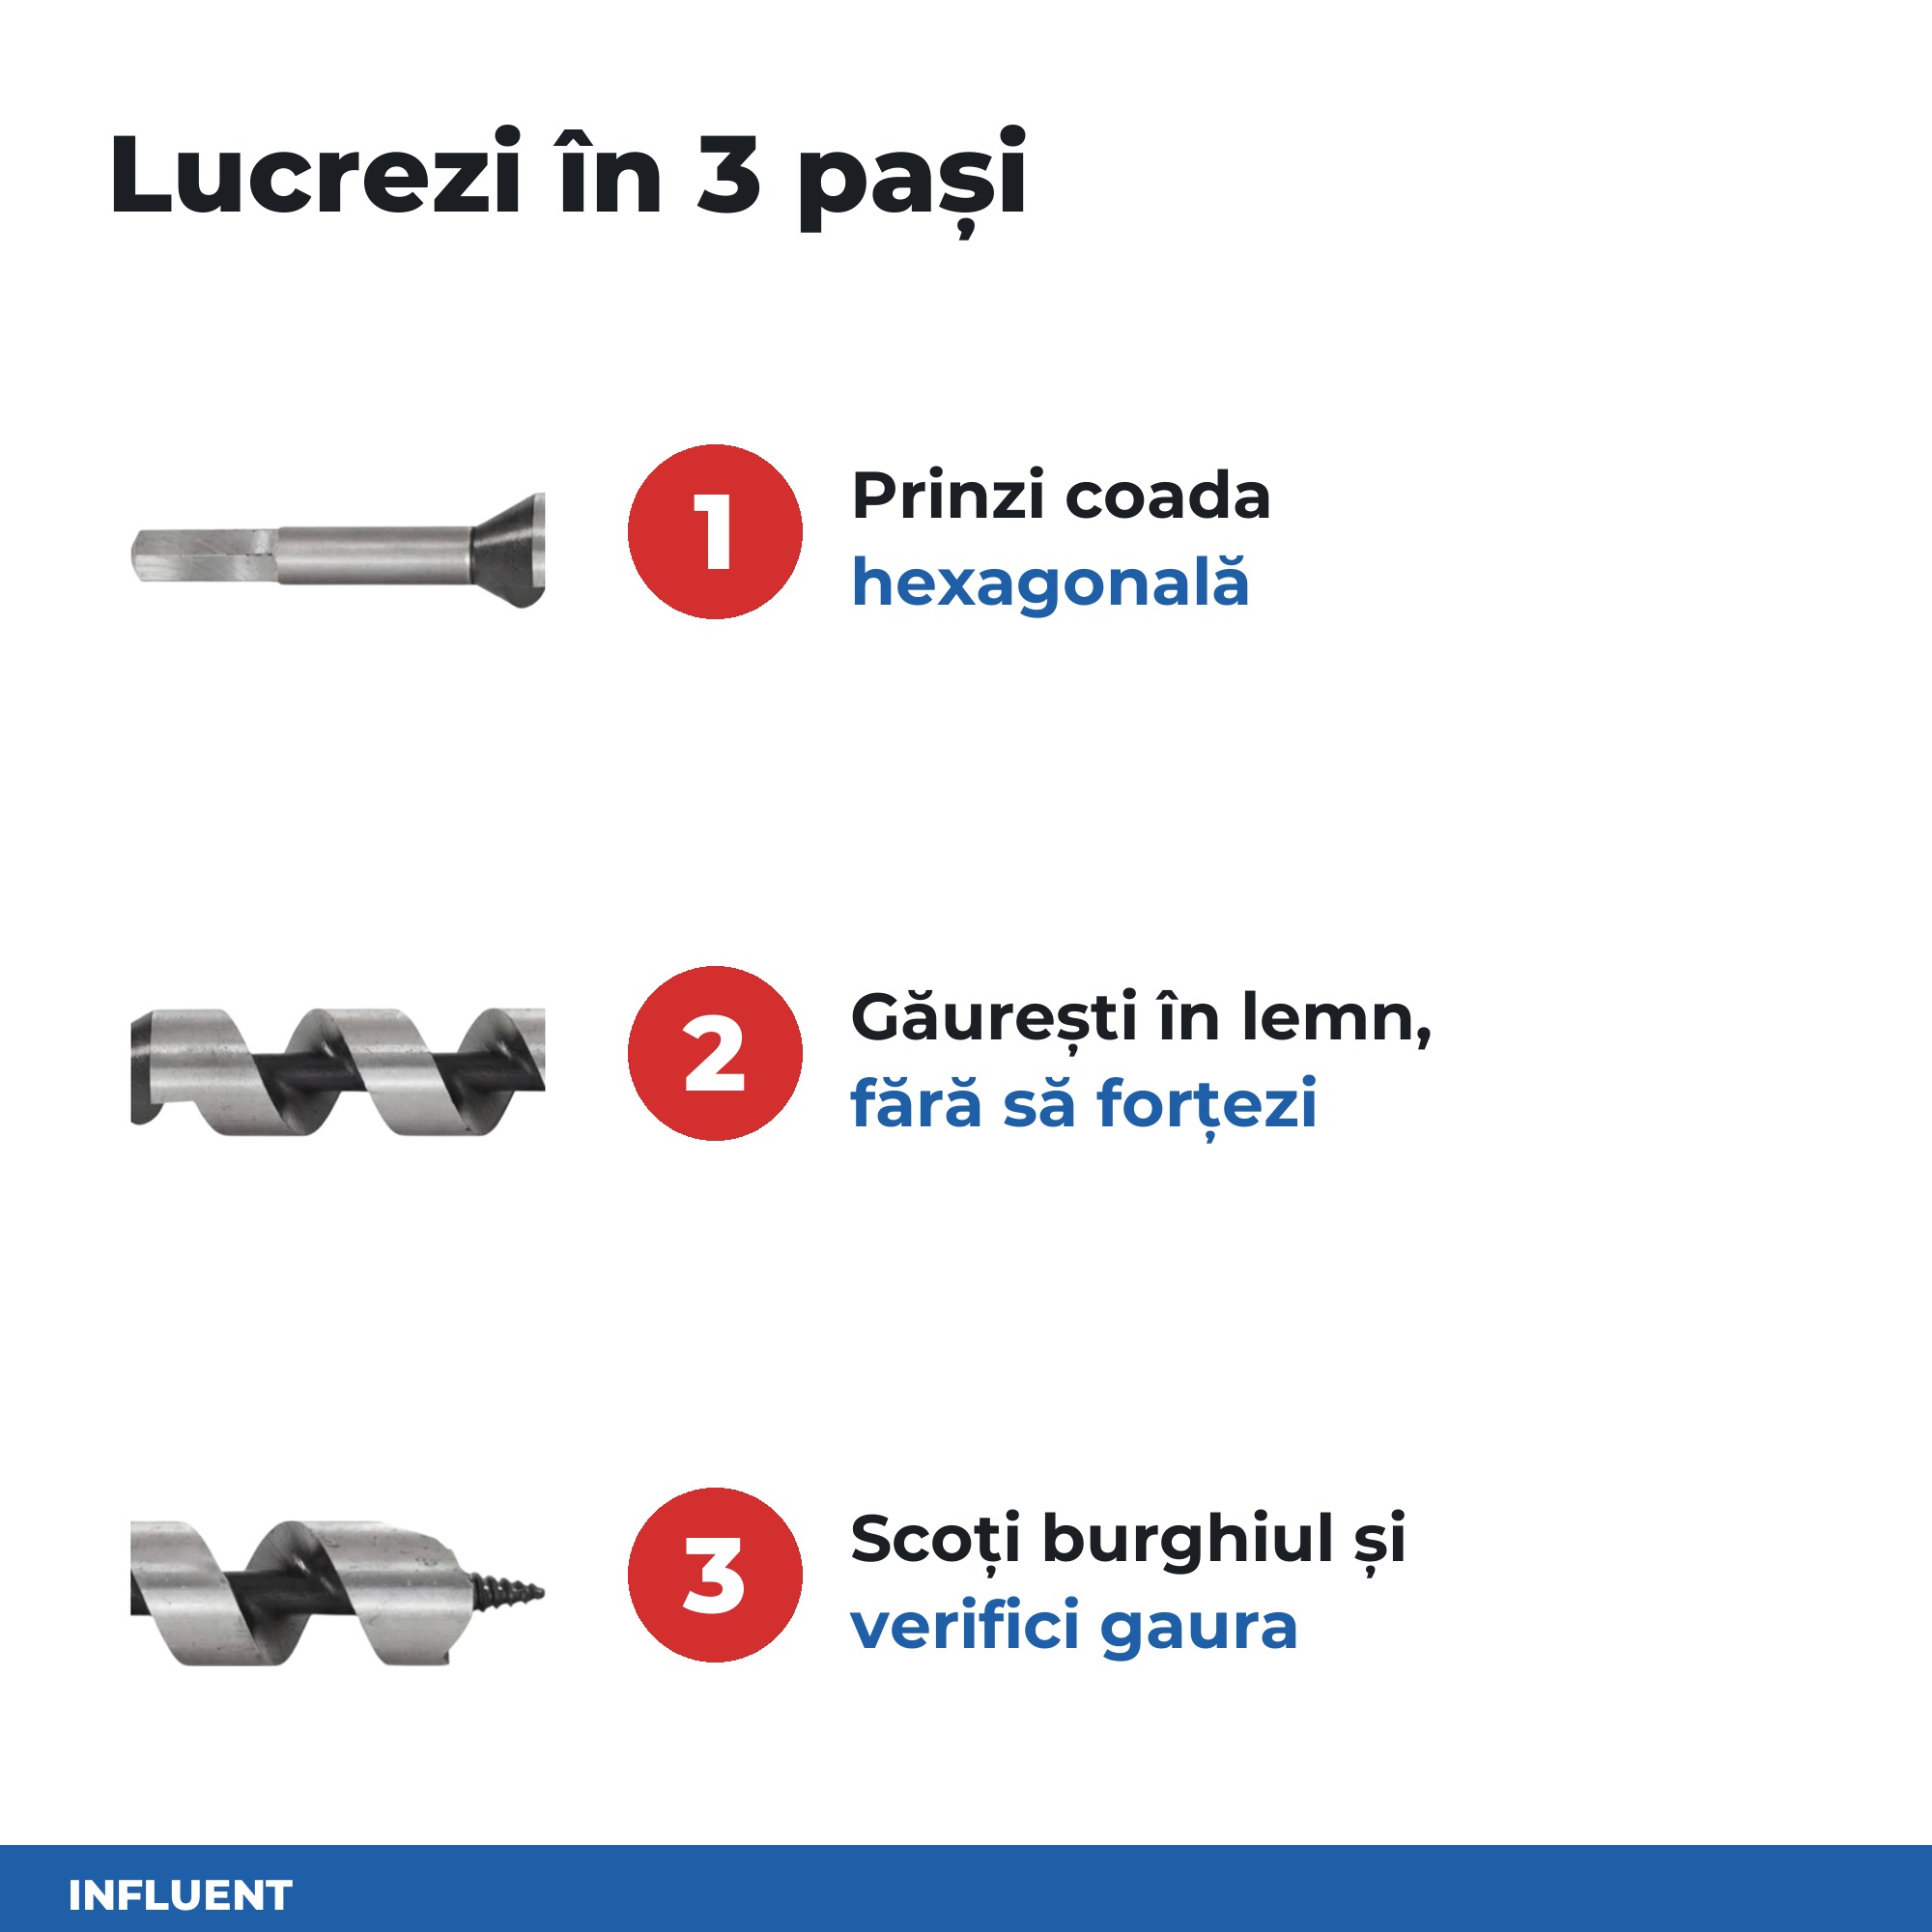 Lucrezi în 3 pași
1
Prinzi coada
hexagonală
2
Găurești în lemn,
fără să forțezi
3
Scoți burghiul și
verifici gaura
INFLUENT